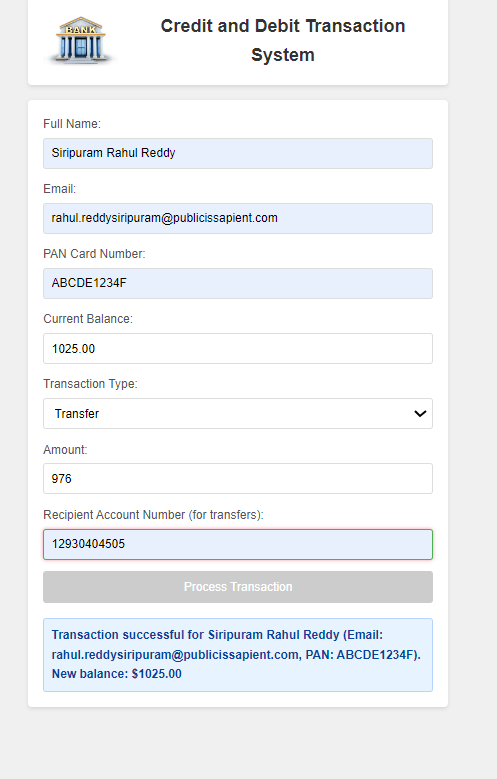 BANK
Credit and Debit Transaction
System
Full Name:
Siripuram Rahul Reddy
Email:
rahul.reddysiripuram@publicissapient.com
PAN Card Number:
ABCDE1234F
Current Balance:
1025.00
Transaction Type:
Transfer
Amount:
976
Recipient Account Number (for transfers):
12930404505
Process Transaction
Transaction successful for Siripuram Rahul Reddy (Email:
rahul.reddysiripuram@publicissapient.com, PAN: ABCDE1234F).
New balance: $1025.00